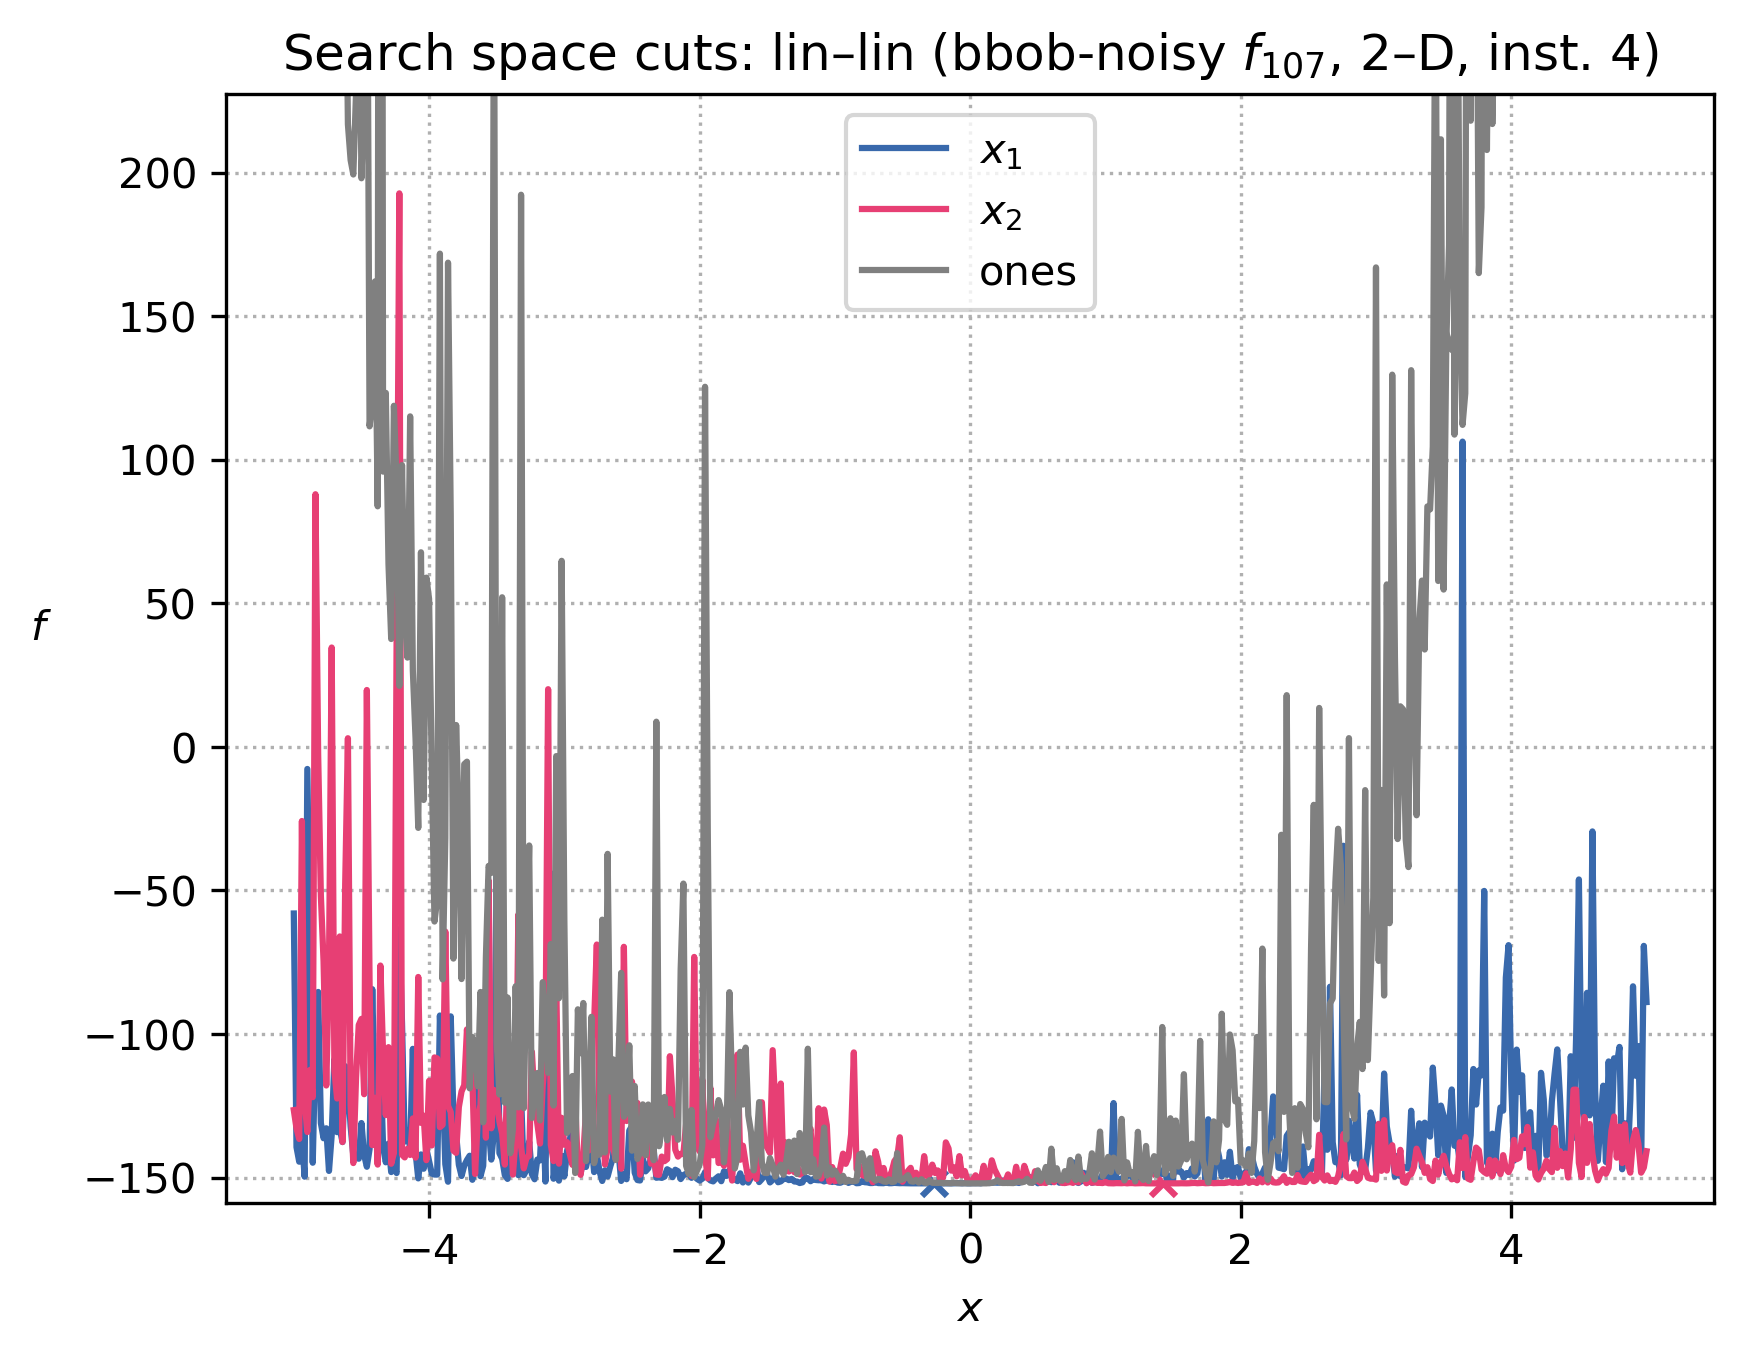 Search space cuts: lin–lin (bbob-noisy f₁₀₇, 2–D, inst. 4)
x₁
x₂
ones
200
150
100
50
0
−50
−100
−150
f
−4
−2
0
2
4
x